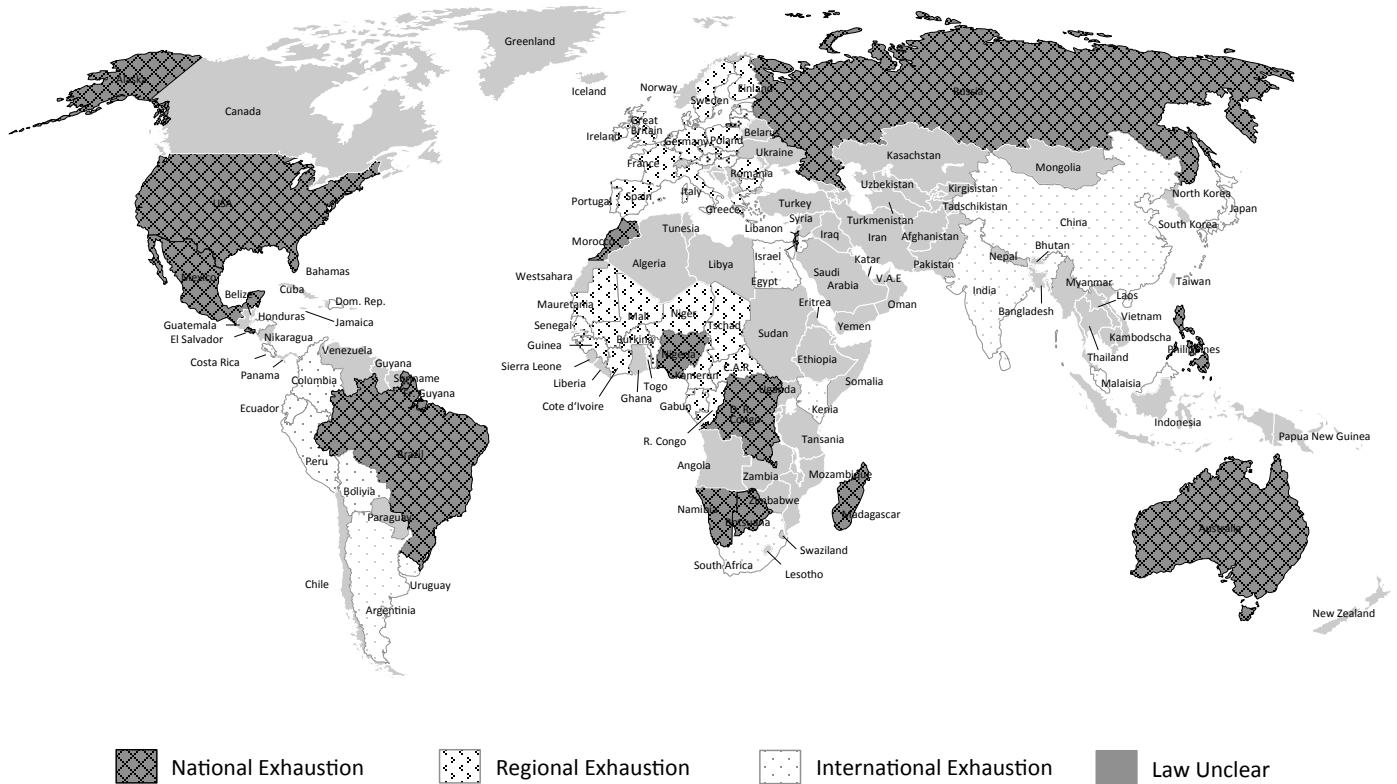 Greenland
Iceland
Norway
Sweden
Finland
Alaska
Russia
Canada
Great
Britain
Ireland
Germany
Poland
Belarus
Ukraine
France
Romania
Kasachstan
Mongolia
Portugal
Spain
Italy
Greece
Turkey
Uzbekistan
Kirgisistan
Tadschikistan
Turkmenistan
North Korea
South Korea
Japan
China
USA
Morocco
Tunesia
Syria
Libanon
Iraq
Iran
Afghanistan
Israel
Egypt
Algeria
Libya
Katar
Saudi
Arabia
V.A.E
Pakistan
Nepal
Bhutan
Mexico
Bahamas
Cuba
Westsahara
Oman
India
Bangladesh
Myanmar
Laos
Taiwan
Belize
Dom. Rep.
Mauretania
Mali
Niger
Tschad
Sudan
Eritrea
Yemen
Vietnam
Honduras
Jamaica
Guatemala
El Salvador
Nicaragua
Senegal
Guinea
Burkina
Nigeria
Kambodscha
Thailand
Philippines
Costa Rica
Panama
Venezuela
Guyana
Sierra Leone
Liberia
Cote d’Ivoire
Ghana
Togo
Kamerun
C.A.R.
Ethiopia
Somalia
Malaisia
Columbia
Suriname
Guyana
Ecuador
Gabun
R. Congo
D. R.
Congo
Uganda
Kenia
Indonesia
Papua New Guinea
Peru
Brasil
Tansania
Angola
Zambia
Mozambique
Bolivia
Paraguay
Namibia
Botsuana
Zimbabwe
Madagascar
Australia
South Africa
Swaziland
Lesotho
Chile
Uruguay
Argentinia
New Zealand
National Exhaustion
Regional Exhaustion
International Exhaustion
Law Unclear